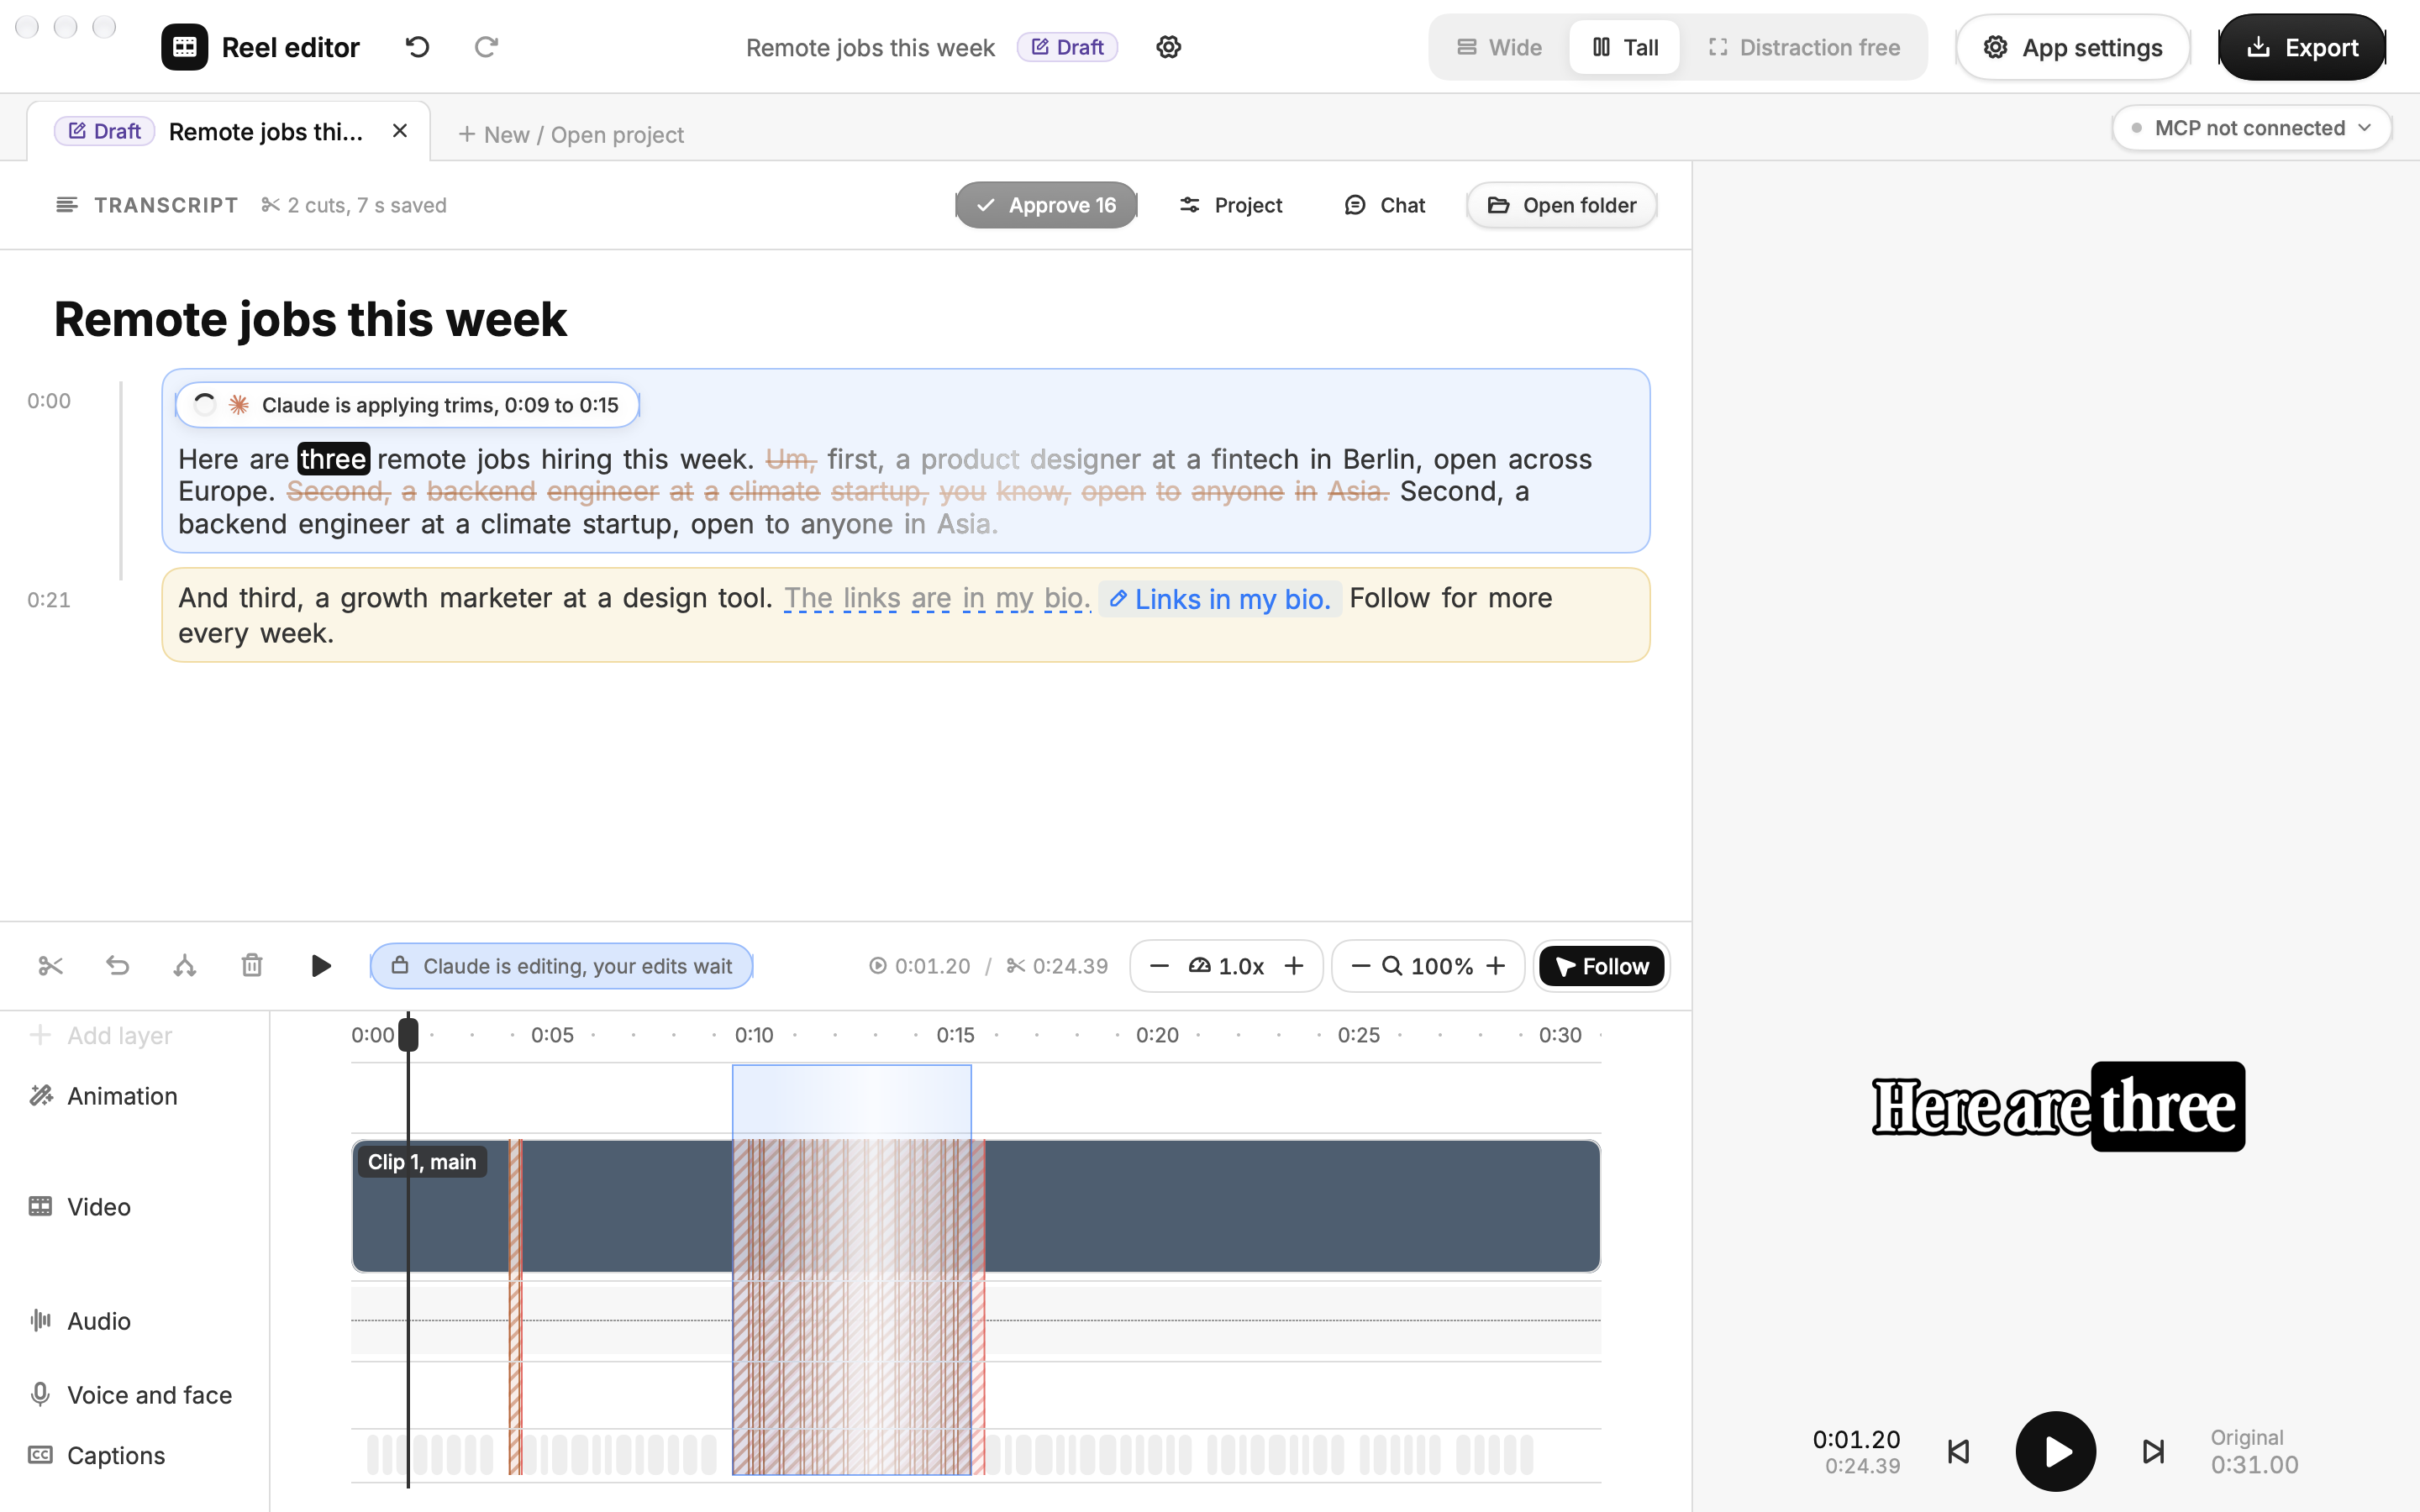 Reel editor
Remote jobs this week
Draft
Wide
Tall
Distraction free
App settings
Export
Draft
Remote jobs thi...
+ New / Open project
MCP not connected
TRANSCRIPT
2 cuts, 7 s saved
Approve 16
Project
Chat
Open folder
Remote jobs this week
0:00
Claude is applying trims, 0:09 to 0:15
Here are three remote jobs hiring this week. Um, first, a product designer at a fintech in Berlin, open across
Europe. Second, a backend engineer at a climate startup, you know, open to anyone in Asia. Second, a
backend engineer at a climate startup, open to anyone in Asia.
0:21
And third, a growth marketer at a design tool. The links are in my bio. Links in my bio. Follow for more
every week.
Claude is editing, your edits wait
0:01.20 / 0:24.39
1.0x
100%
Follow
Add layer
0:00 0:05 0:10 0:15 0:20 0:25 0:30
Animation
Clip 1, main
Video
Audio
Voice and face
CC Captions
Here are three
0:01.20
0:24.39
Original
0:31.00